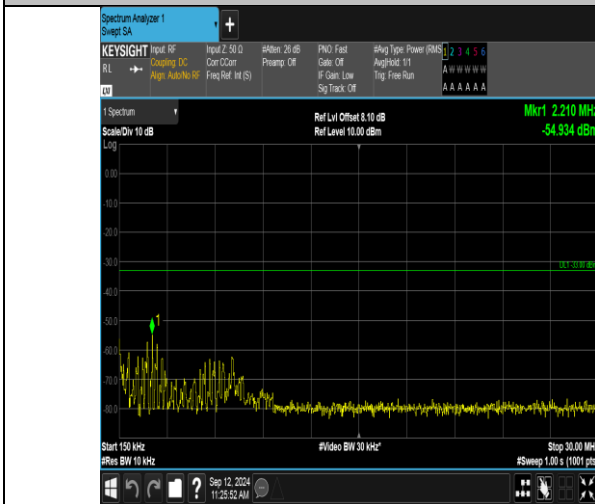 Spectrum Analyzer 1
Swept SA
+
KEYSIGHT Input: RF Input Z: 50 Ω #Atten: 26 dB PNO: Fast #Avg Type: Power (RMS 1 2 3 4 5 6
RL Coupling: DC Corr CCorr Preamp: Off Gate: Off Avg|Hold: 1/1 A W W W W W
Align: Auto/No RF Freq Ref: Int (S) IF Gain: Low Trig: Free Run
Sig Track: Off A A A A A A
1 Spectrum
Ref Lvl Offset 8.10 dB Mkr1 2.210 MHz
Scale/Div 10 dB Ref Level 10.00 dBm -54.934 dBm
Log
0.00
-10.0
-20.0
-30.0
DL1 -33.00 dBm
-40.0
-50.0
1
-60.0
-70.0
-80.0
Start 150 kHz #Video BW 30 kHz* Stop 30.00 MHz
#Res BW 10 kHz #Sweep 1.00 s (1001 pts
? Sep 12, 2024
11:25:52 AM